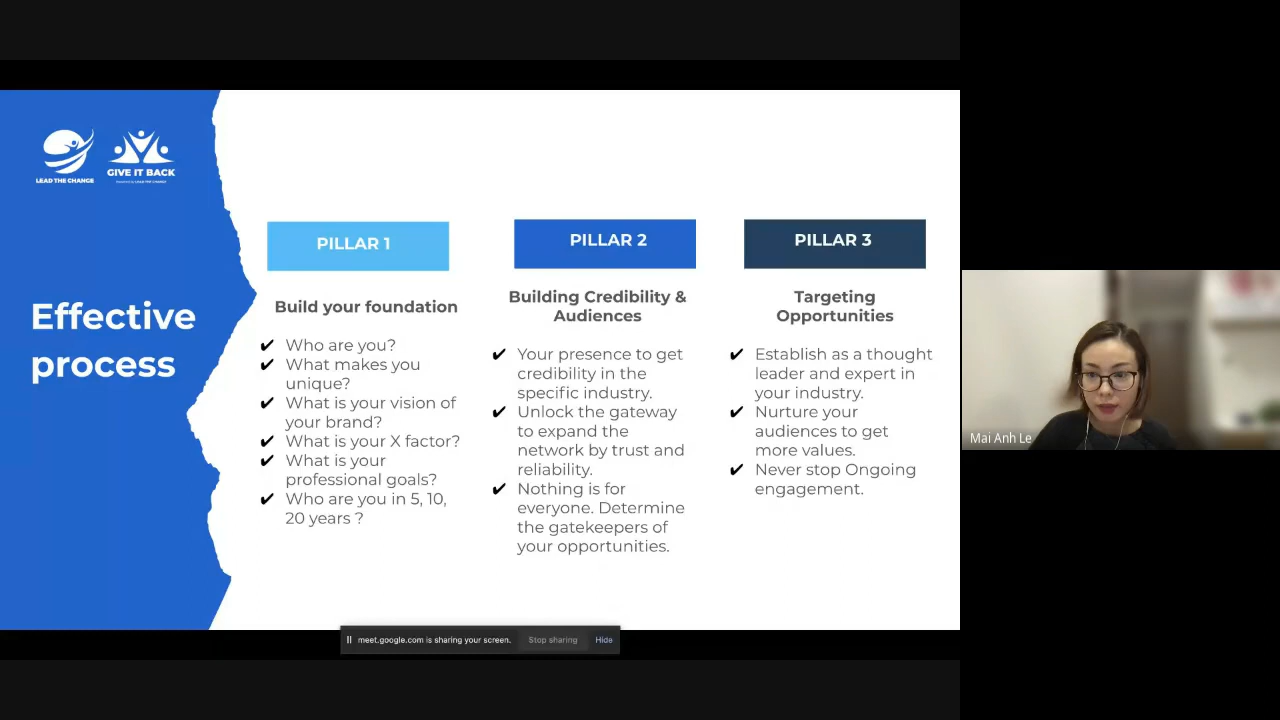 LEAD THE CHANGE
GIVE IT BACK
Effective
process
PILLAR 1
Build your foundation
✔ Who are you?
✔ What makes you
unique?
✔ What is your vision of
your brand?
✔ What is your X factor?
✔ What is your
professional goals?
✔ Who are you in 5, 10,
20 years ?
PILLAR 2
Building Credibility &
Audiences
✔ Your presence to get
credibility in the
specific industry.
✔ Unlock the gateway
to expand the
network by trust and
reliability.
✔ Nothing is for
everyone. Determine
the gatekeepers of
your opportunities.
PILLAR 3
Targeting
Opportunities
✔ Establish as a thought
leader and expert in
your industry.
✔ Nurture your
audiences to get
more values.
✔ Never stop Ongoing
engagement.
Mai Anh Le
meet.google.com is sharing your screen.
Stop sharing
Hide